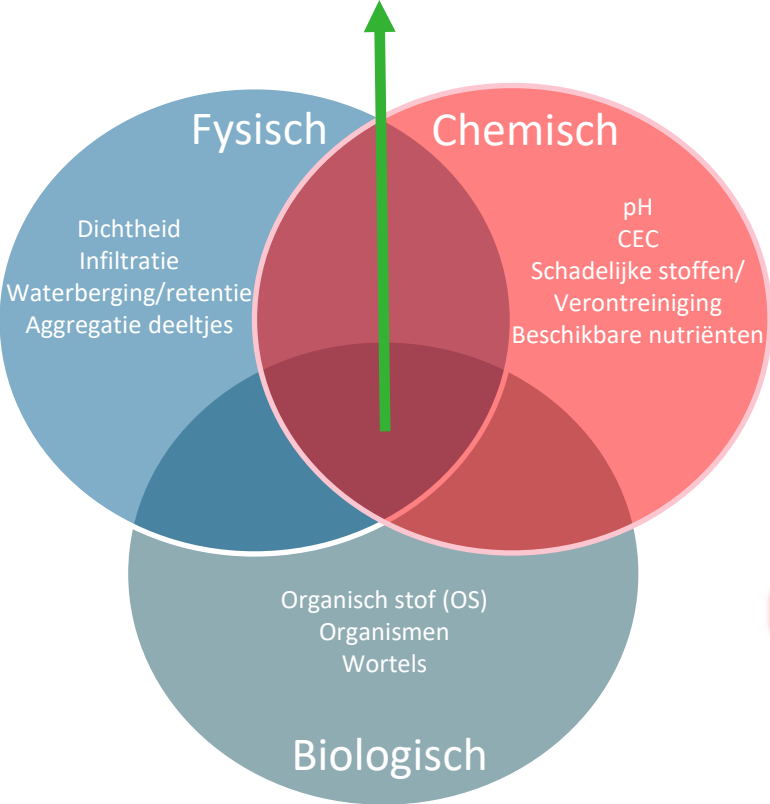 Fysisch
Chemisch
Dichtheid
Infiltratie
Waterberging/retentie
Aggregatie deeltjes
pH
CEC
Schadelijke stoffen/
Verontreiniging
Beschikbare nutriënten
Organisch stof (OS)
Organismen
Wortels
Biologisch